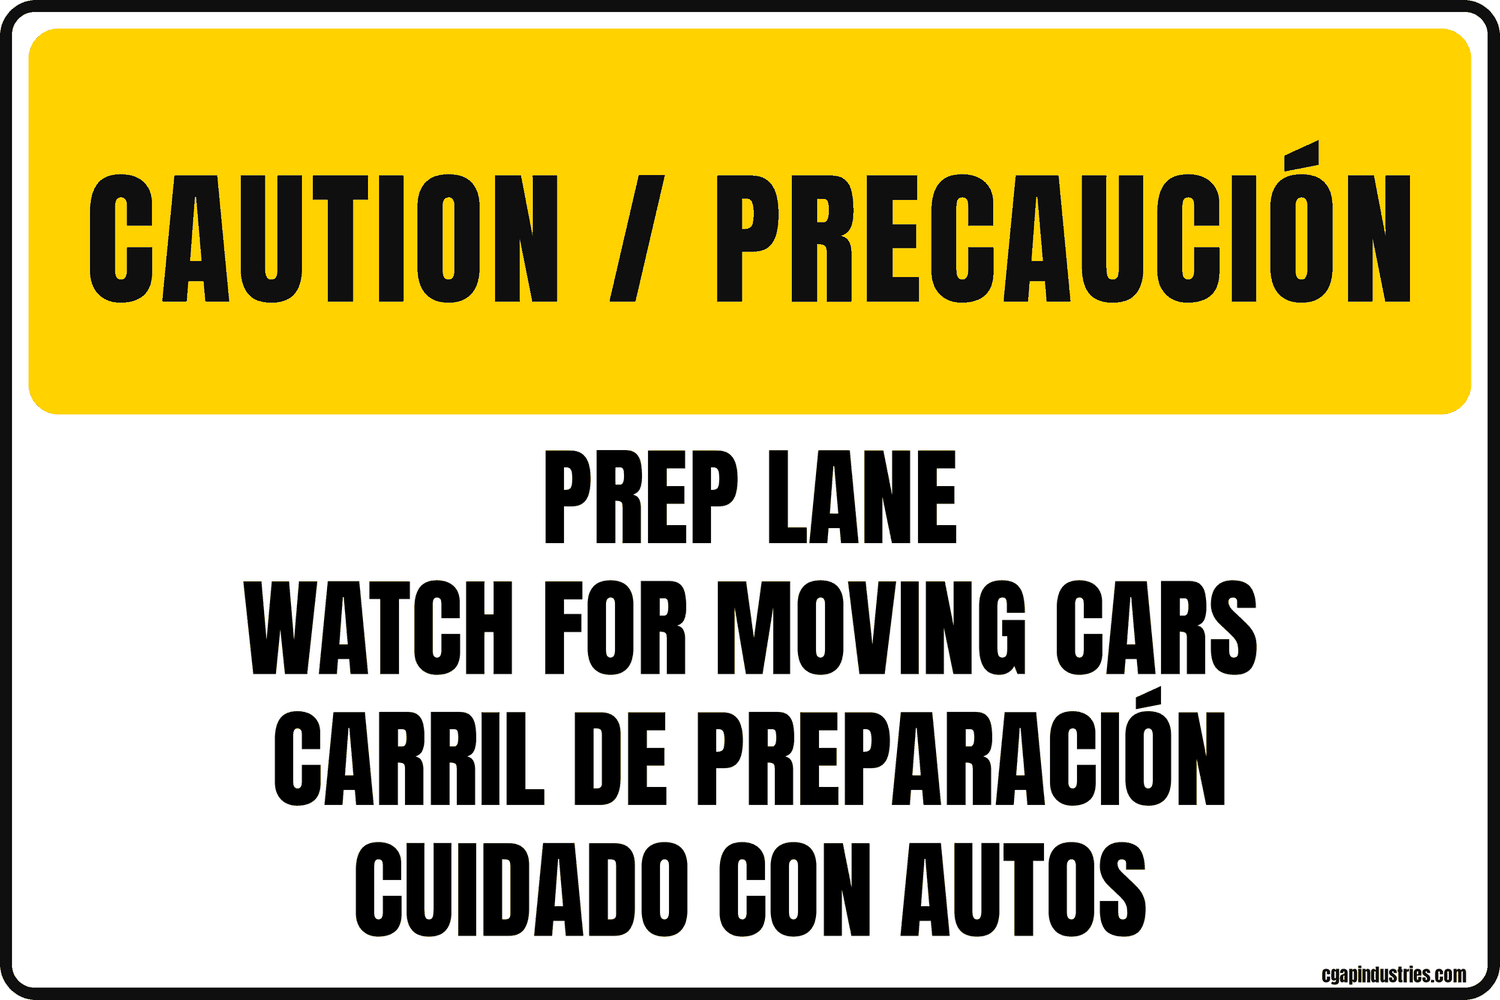 CAUTION / PRECAUCIÓN
PREP LANE
WATCH FOR MOVING CARS
CARRIL DE PREPARACIÓN
CUIDADO CON AUTOS
cgapindustries.com